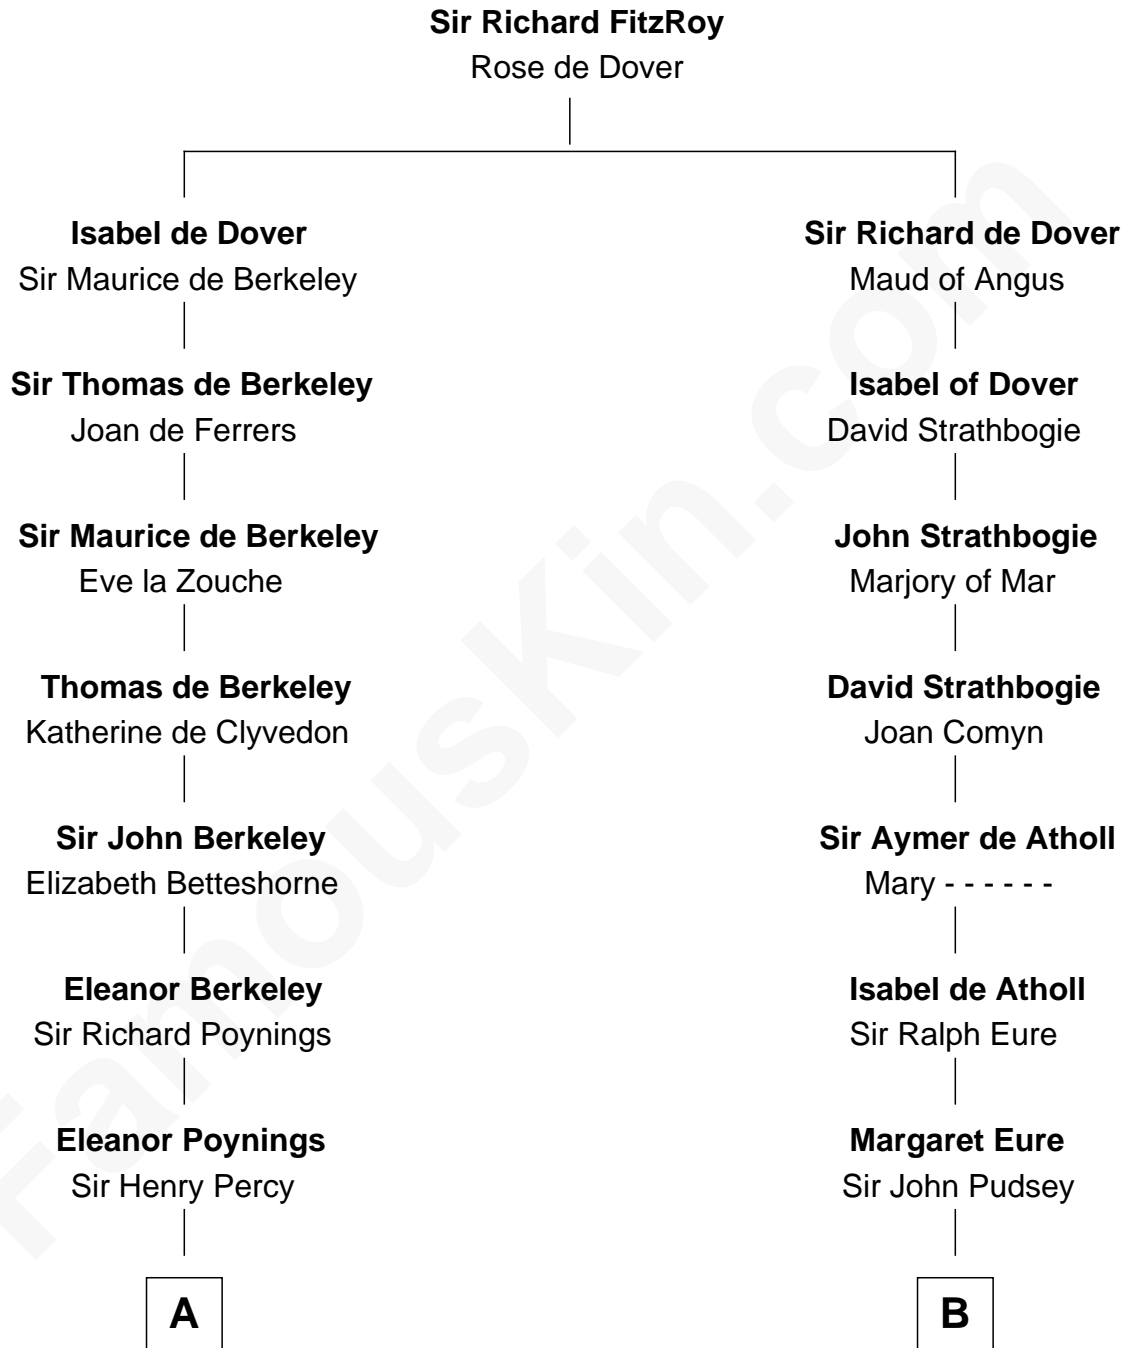 Sir Richard FitzRoy
Rose de Dover
Isabel de Dover
Sir Maurice de Berkeley
Sir Richard de Dover
Maud of Angus
Sir Thomas de Berkeley
Joan de Ferrers
Isabel of Dover
David Strathbogie
Sir Maurice de Berkeley
Eve la Zouche
John Strathbogie
Marjory of Mar
Thomas de Berkeley
Katherine de Clyvedon
David Strathbogie
Joan Comyn
Sir John Berkeley
Elizabeth Betteshorne
Sir Aymer de Atholl
Mary - - - - - -
Eleanor Berkeley
Sir Richard Poynings
Isabel de Atholl
Sir Ralph Eure
Eleanor Poynings
Sir Henry Percy
Margaret Eure
Sir John Pudsey
A
B
FamousKin.com